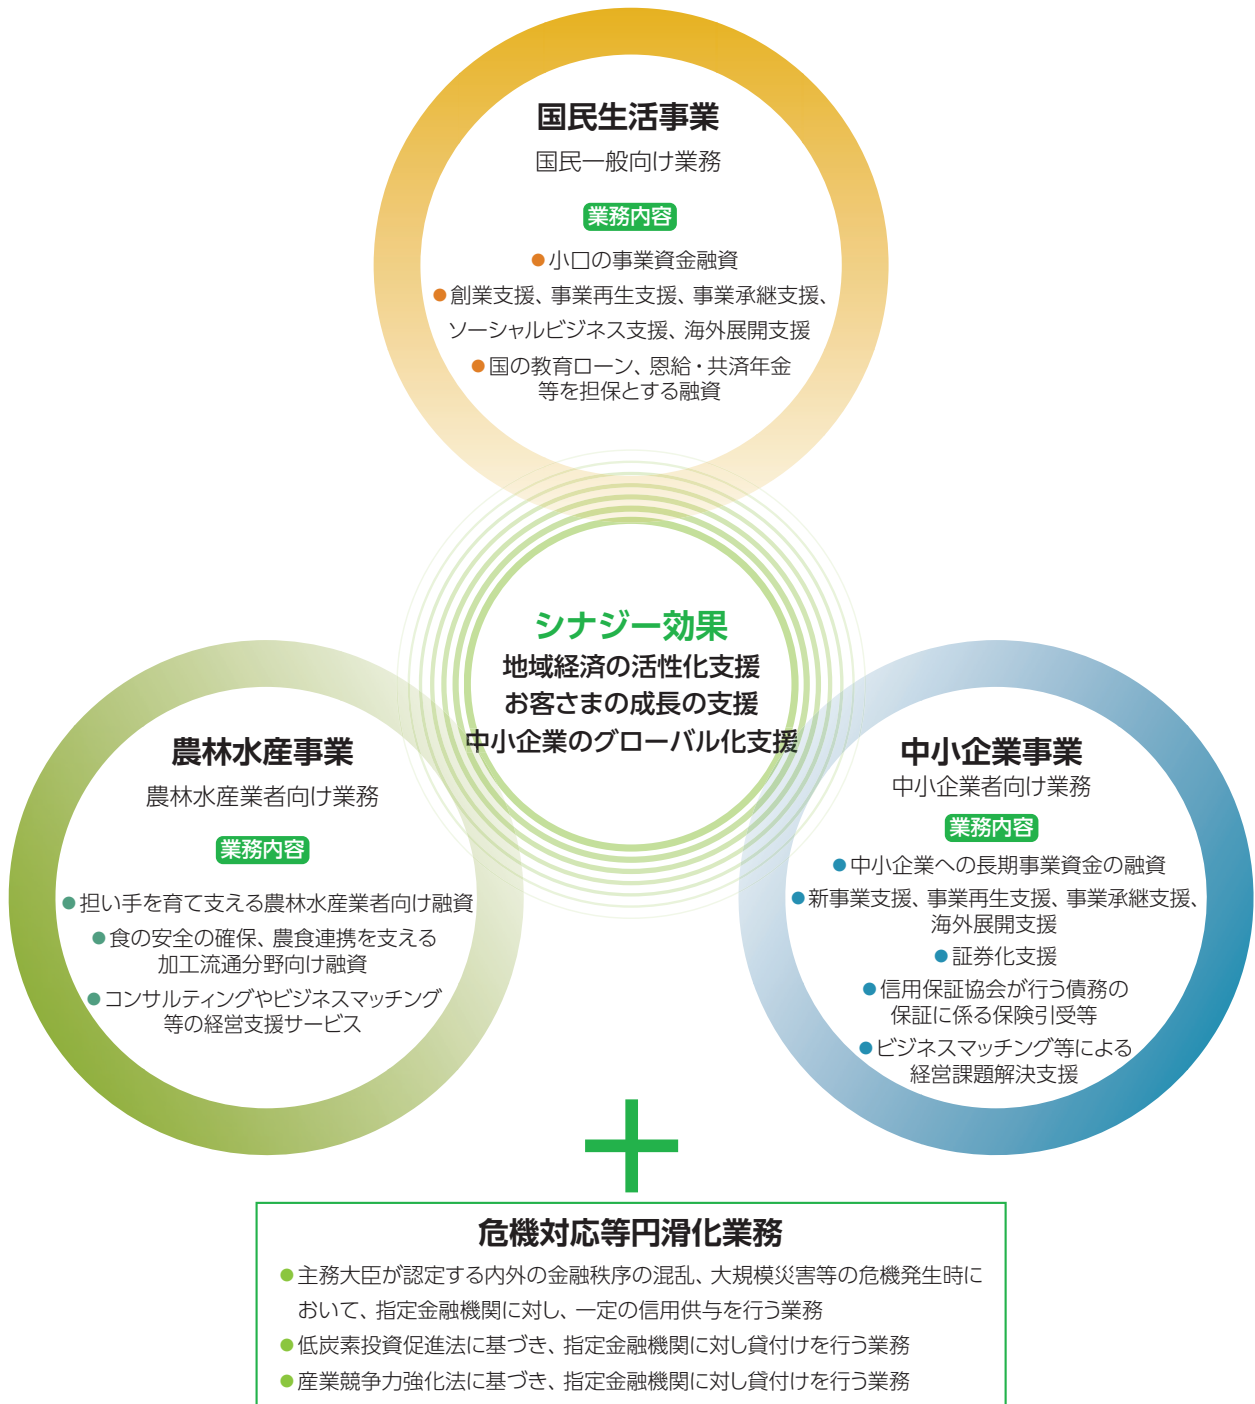 国民生活事業
国民一般向け業務
業務内容
●小口の事業資金融資
●創業支援、事業再生支援、事業承継支援、
ソーシャルビジネス支援、海外展開支援
●国の教育ローン、恩給・共済年金
等を担保とする融資
シナジー効果
地域経済の活性化支援
お客さまの成長の支援
中小企業のグローバル化支援
農林水産事業
農林水産業者向け業務
業務内容
●担い手を育て支える農林水産業者向け融資
●食の安全の確保、農食連携を支える
加工流通分野向け融資
●コンサルティングやビジネスマッチング
等の経営支援サービス
中小企業事業
中小企業者向け業務
業務内容
●中小企業への長期事業資金の融資
●新事業支援、事業再生支援、事業承継支援、
海外展開支援
●証券化支援
●信用保証協会が行う債務の
保証に係る保険引受等
●ビジネスマッチング等による
経営課題解決支援
危機対応等円滑化業務
●主務大臣が認定する内外の金融秩序の混乱、大規模災害等の危機発生時に
おいて、指定金融機関に対し、一定の信用供与を行う業務
●低炭素投資促進法に基づき、指定金融機関に対し貸付けを行う業務
●産業競争力強化法に基づき、指定金融機関に対し貸付けを行う業務